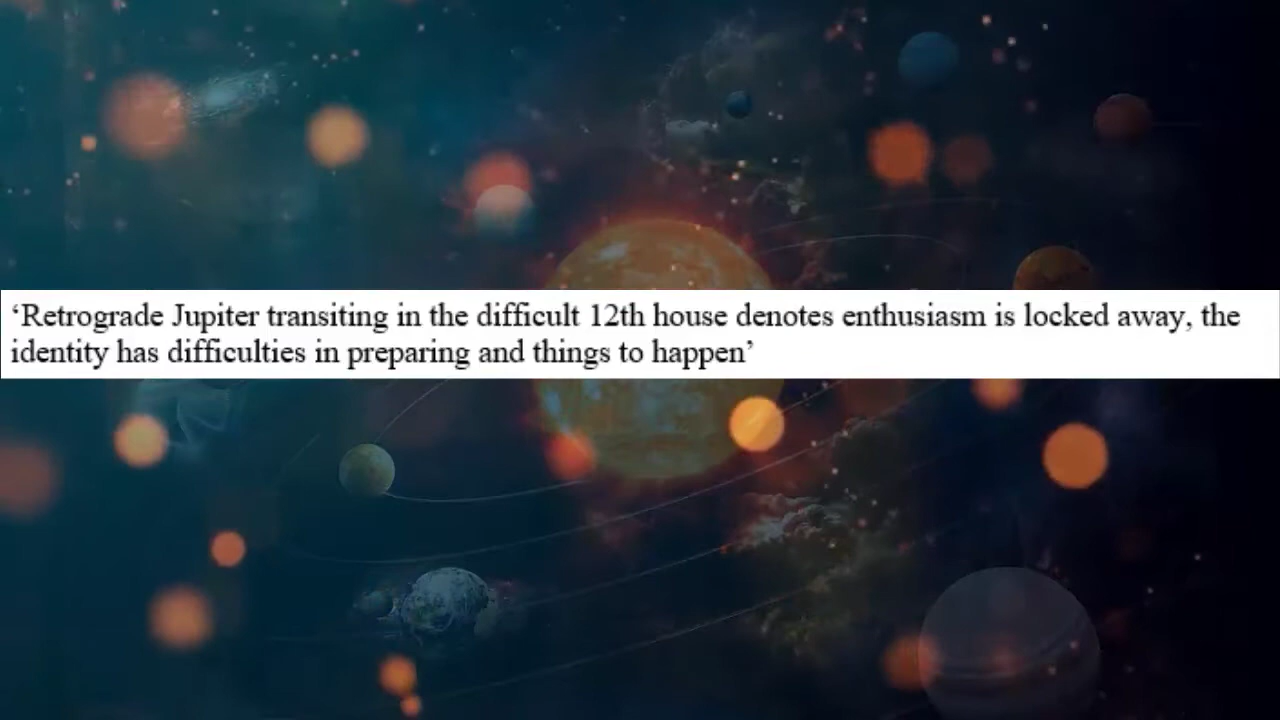 ‘Retrograde Jupiter transiting in the difficult 12th house denotes enthusiasm is locked away, the
identity has difficulties in preparing and things to happen’